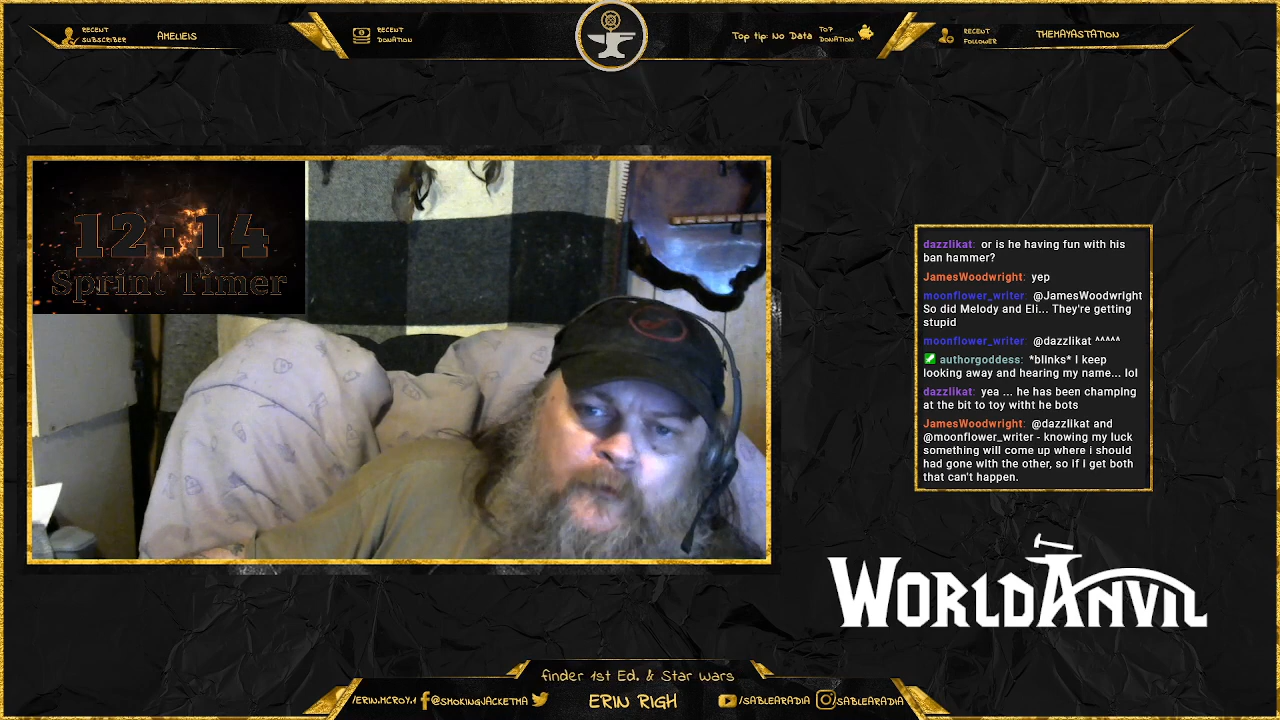 RECENT
SUBSCRIBER
AMELIEIS
RECENT
DONATION
Top tip: No Data
TOP
DONATION
RECENT
FOLLOWER
THEMAYASTATION
12:14
Sprint Timer
dazzlikat: or is he having fun with his
ban hammer?
JamesWoodwright: yep
moonflower_writer: @JamesWoodwright
So did Melody and Eli... They're getting
stupid
moonflower_writer: @dazzlikat ^^^^^
authorgoddess: *blinks* I keep
looking away and hearing my name... lol
dazzlikat: yea ... he has been champing
at the bit to toy witht he bots
JamesWoodwright: @dazzlikat and
@moonflower_writer - knowing my luck
something will come up where i should
had gone with the other, so if I get both
that can't happen.
WORLDANVIL
finder 1st Ed. & Star Wars
/ERIN.MCROY.1
@SMOKINGJACKETMA
ERIN RIGH
/SABLEARADIA
/SABLEARADIA